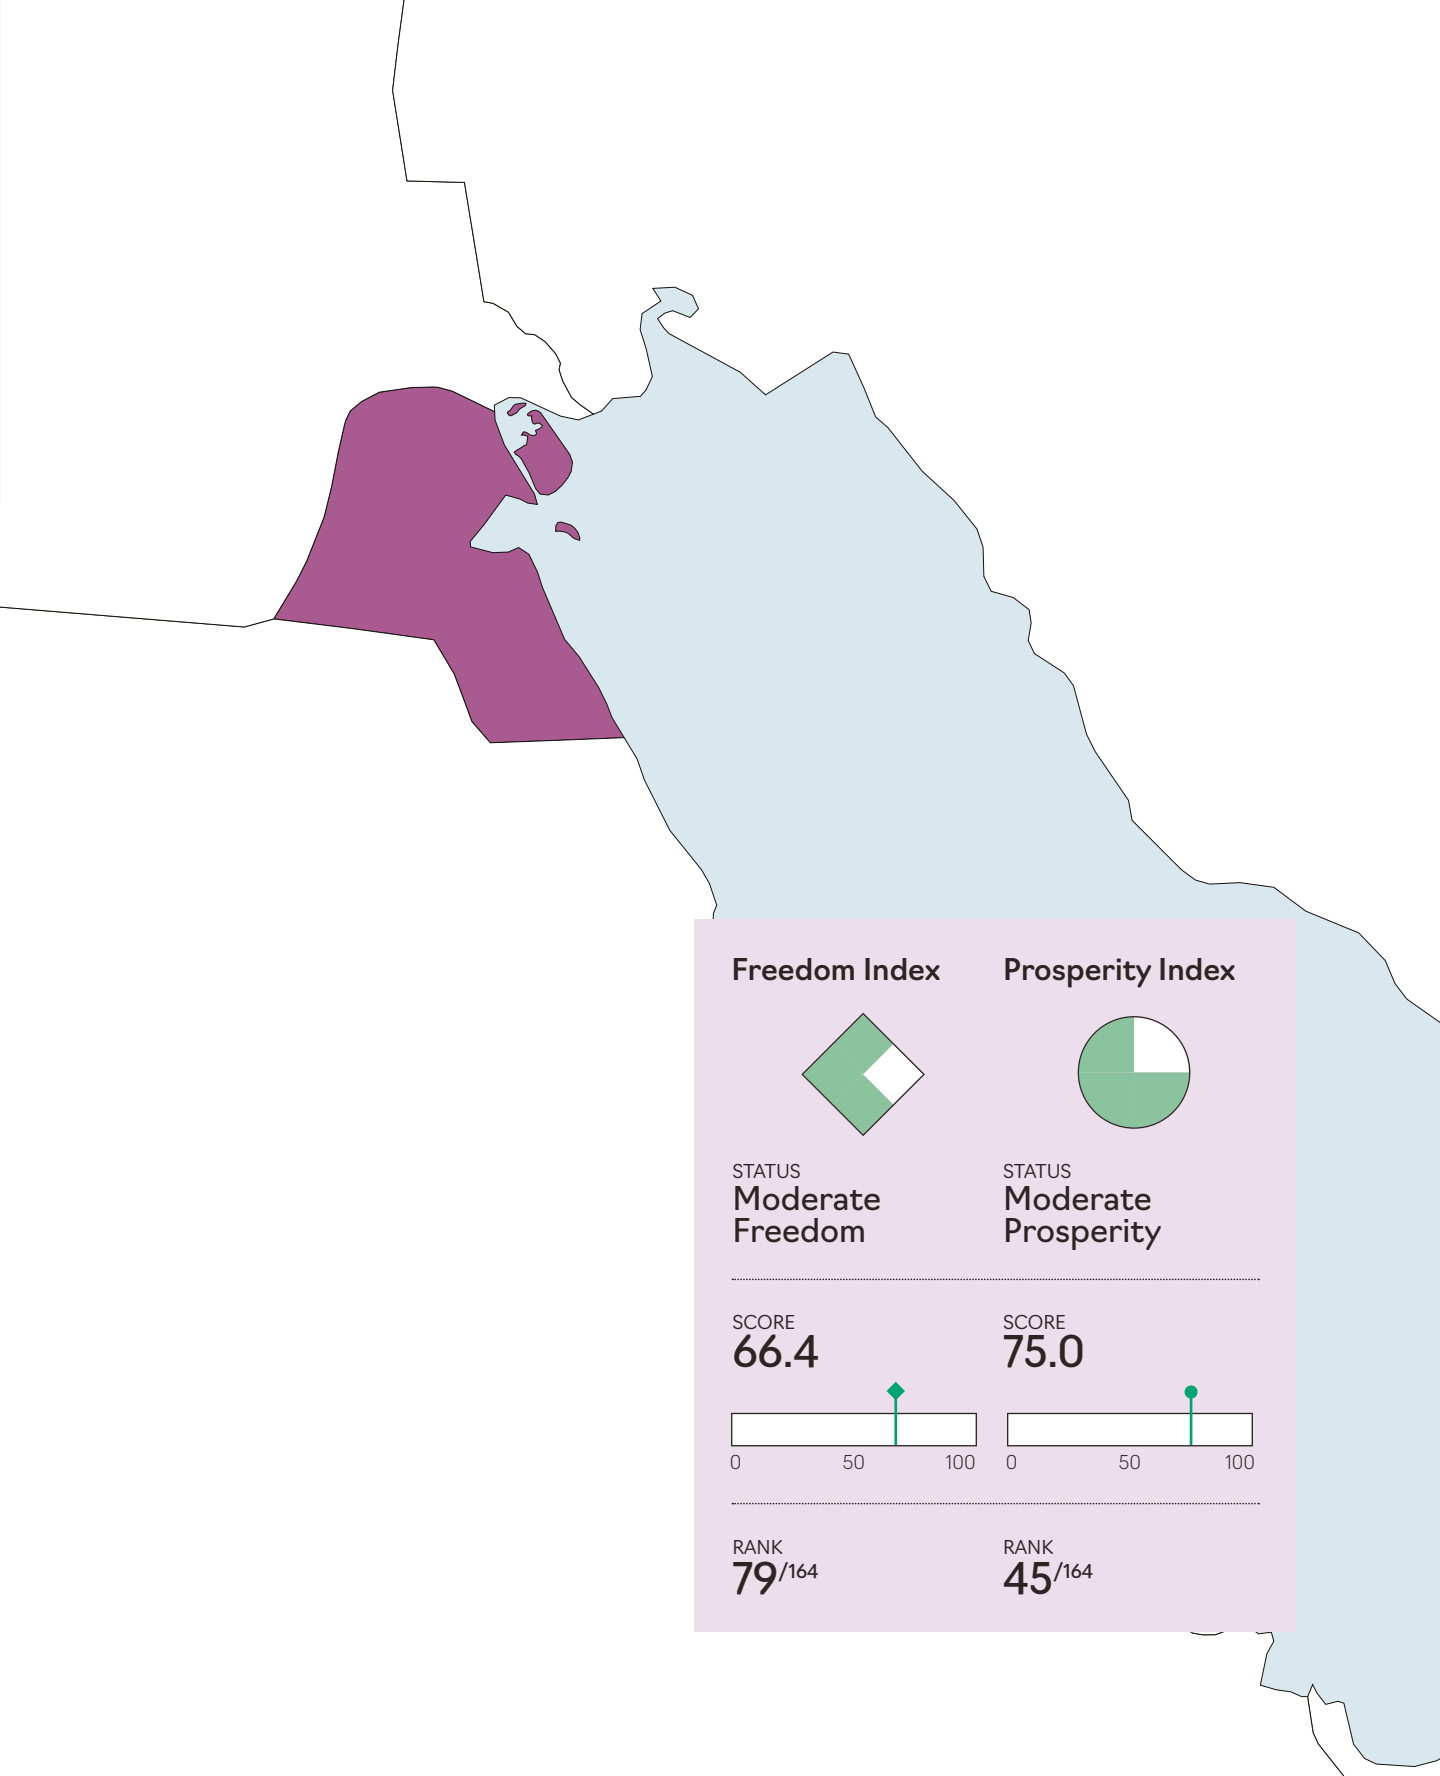 Freedom Index
Prosperity Index
STATUS
Moderate
Freedom
STATUS
Moderate
Prosperity
SCORE
66.4
SCORE
75.0
0 50 100
0 50 100
RANK
79/164
RANK
45/164